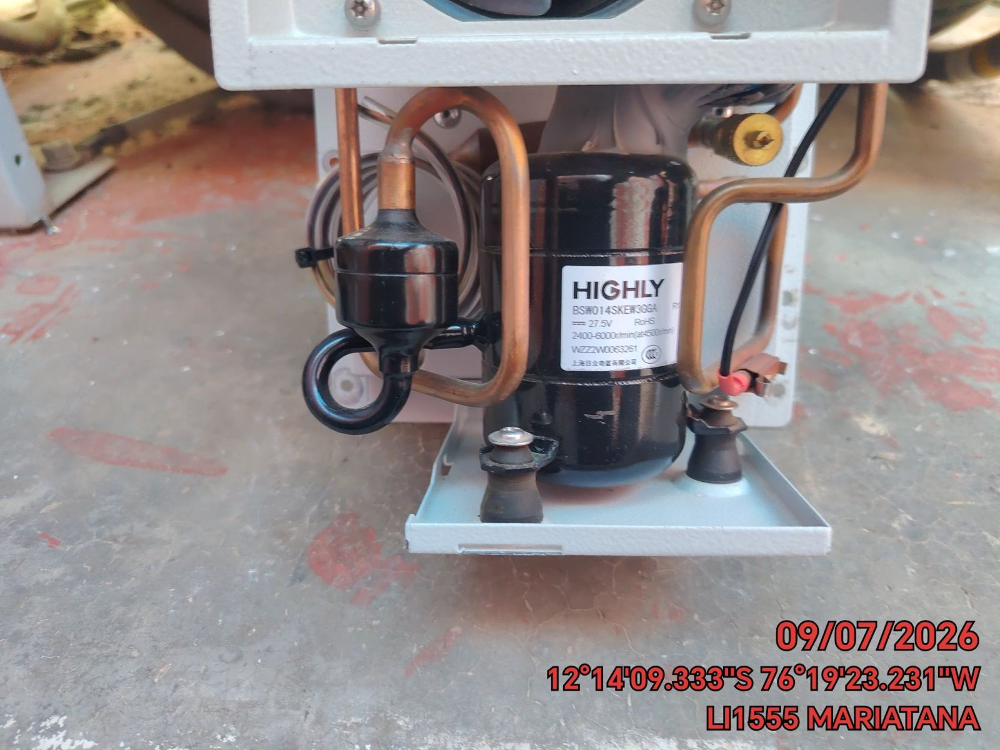 HIGHLY
BSW014SKEW3GGA
27.5V RoHS
2400-6000r/min(at4500r/min)
WZZ2W0063261
CCC
上海日立电器有限公司
09/07/2026
12°14'09.333"S 76°19'23.231"W
LI1555 MARIATANA